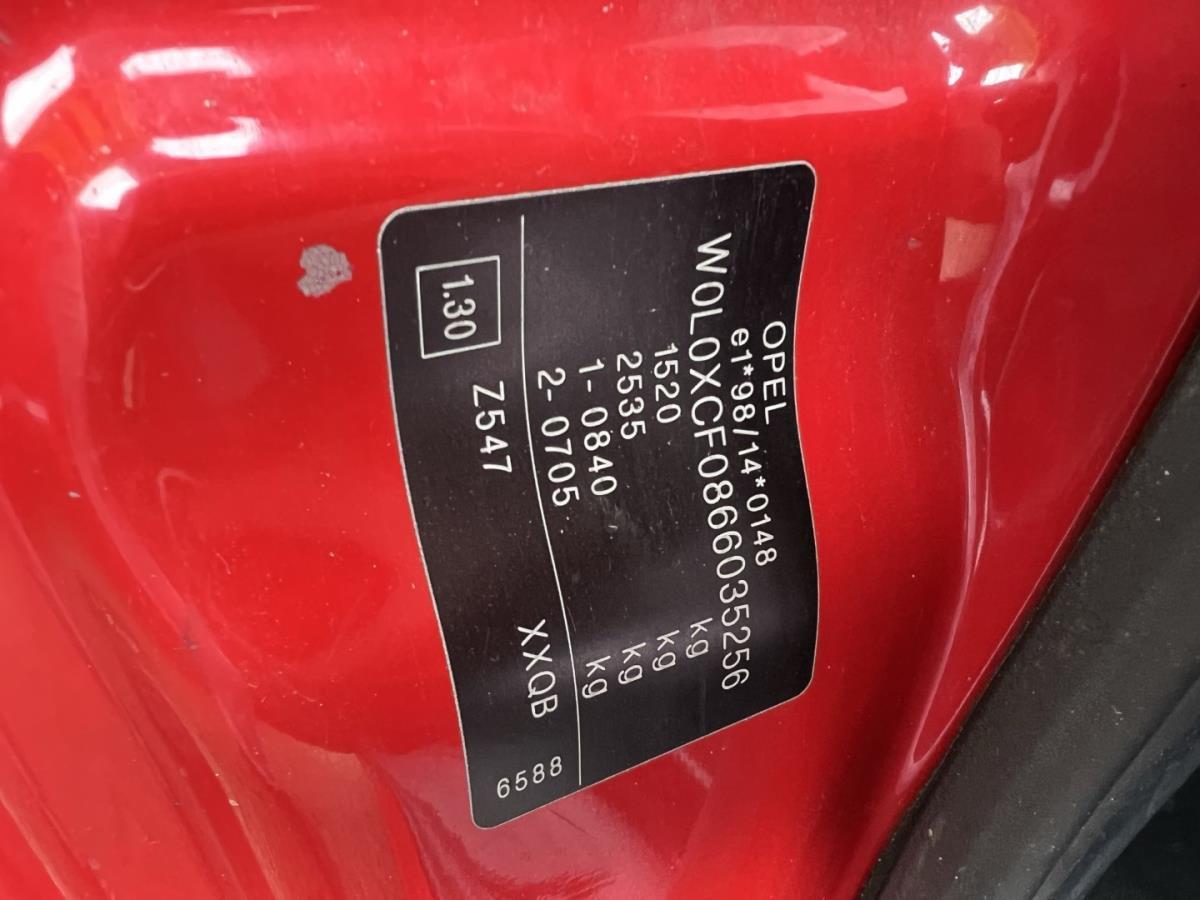 OPEL
e1*98/14*0148
W0L0XCF0866035256
1520 kg
2535 kg
1- 0840 kg
2- 0705 kg
1.30 Z547 XXQB 6588